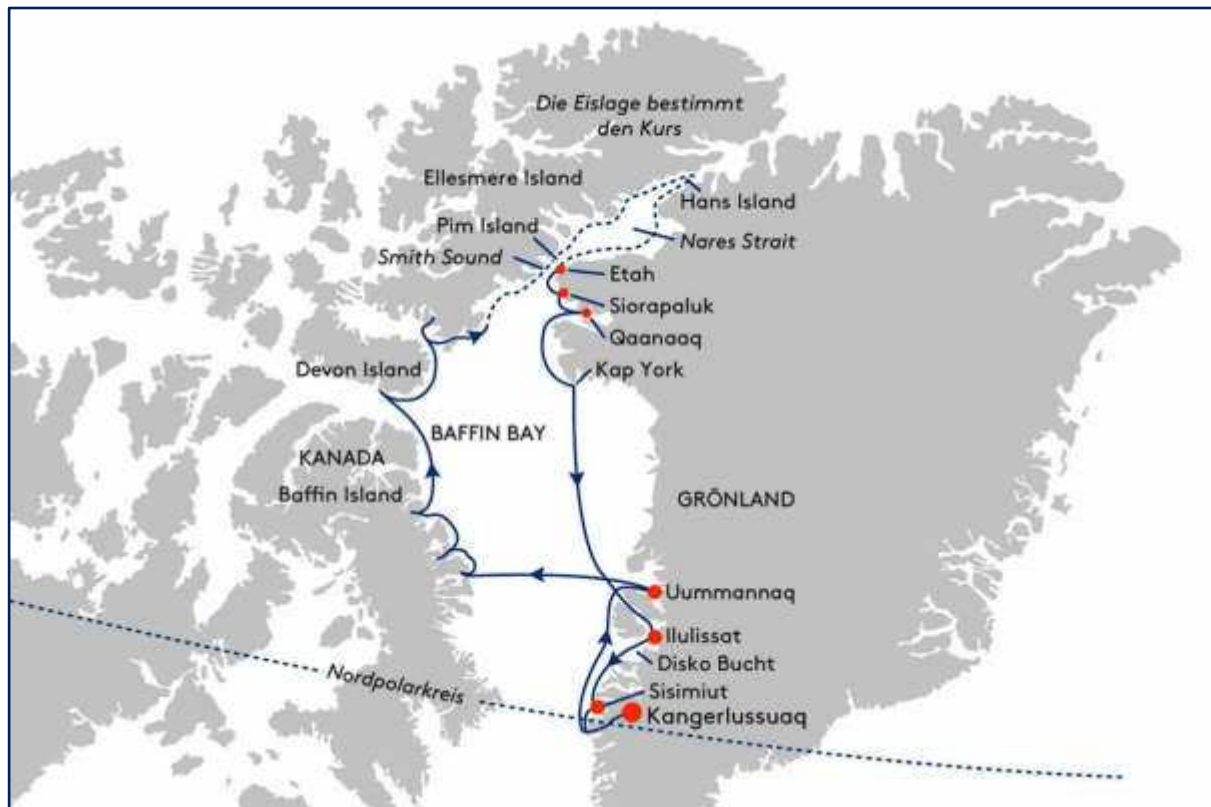 Die Eislage bestimmt
den Kurs
Ellesmere Island
Hans Island
Pim Island
Nares Strait
Smith Sound
Etah
Siorapaluk
Qaanaaq
Devon Island
Kap York
BAFFIN BAY
KANADA
Baffin Island
GRÖNLAND
Uummannaq
Ilulissat
Disko Bucht
Nordpolarkreis
Sisimiut
Kangerlussuaq